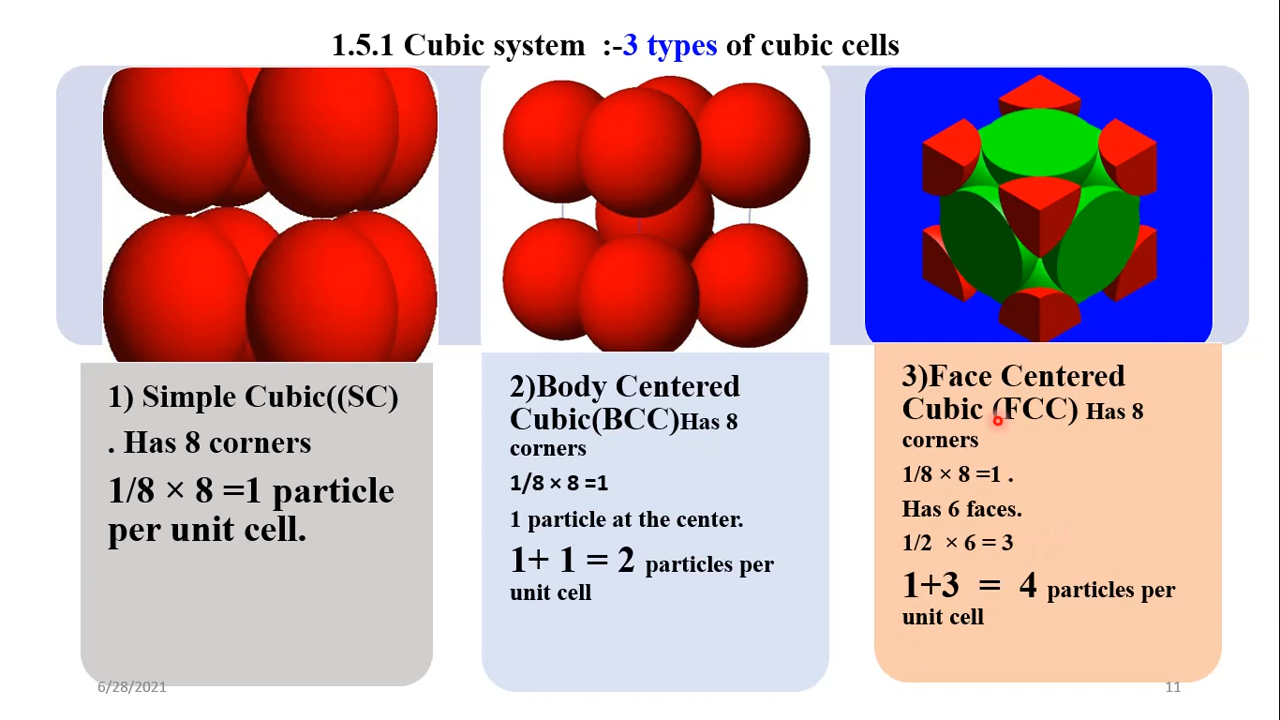 1.5.1 Cubic system :-3 types of cubic cells
1) Simple Cubic((SC)
. Has 8 corners
1/8 × 8 =1 particle
per unit cell.
2)Body Centered
Cubic(BCC)Has 8
corners
1/8 × 8 =1
1 particle at the center.
1+ 1 = 2 particles per
unit cell
3)Face Centered
Cubic (FCC) Has 8
corners
1/8 × 8 =1 .
Has 6 faces.
1/2 × 6 = 3
1+3 = 4 particles per
unit cell
6/28/2021
11